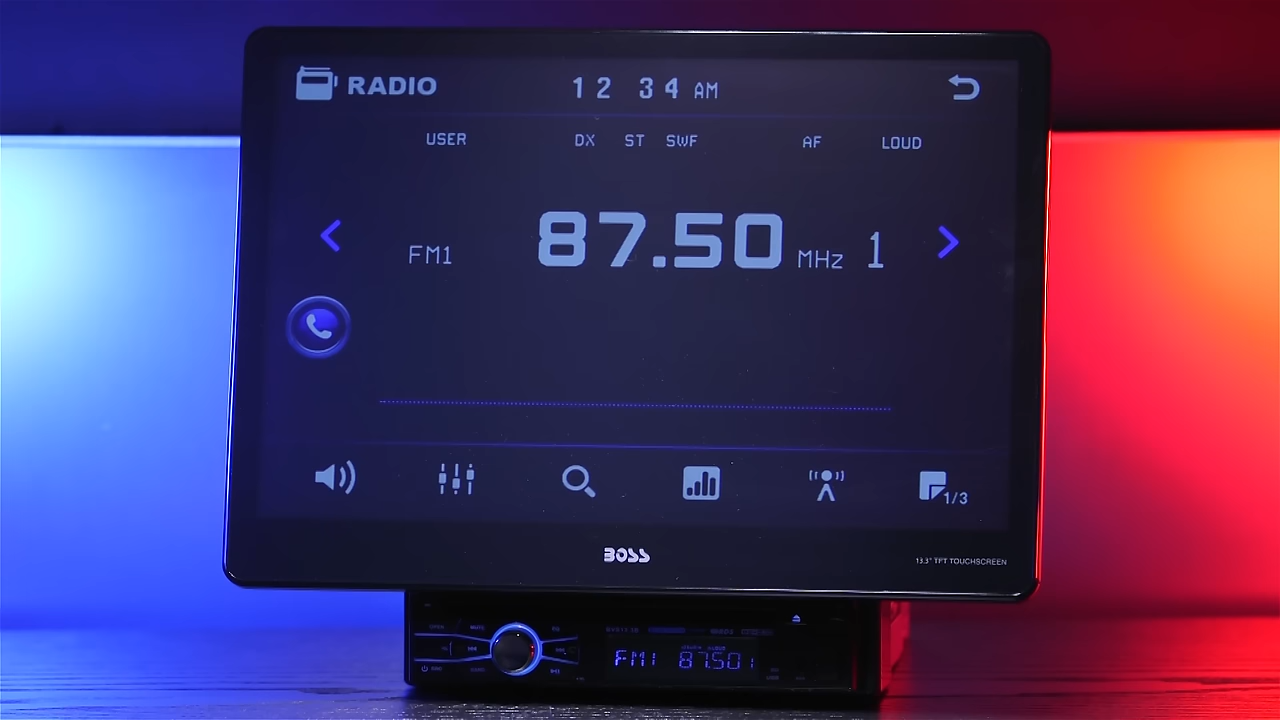 RADIO 12 34 AM
USER DX ST SWF AF LOUD
FM1 87.50 MHz 1
1/3
BOSS
13.3" TFT TOUCHSCREEN
FM1 87.50 1